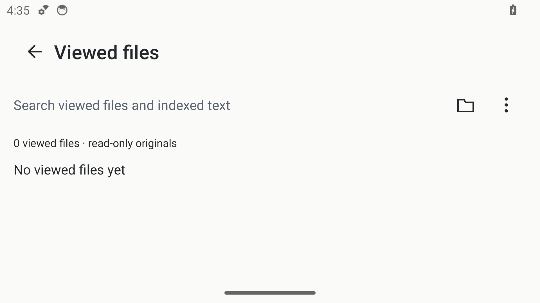 4:35
Viewed files
Search viewed files and indexed text
0 viewed files · read-only originals
No viewed files yet